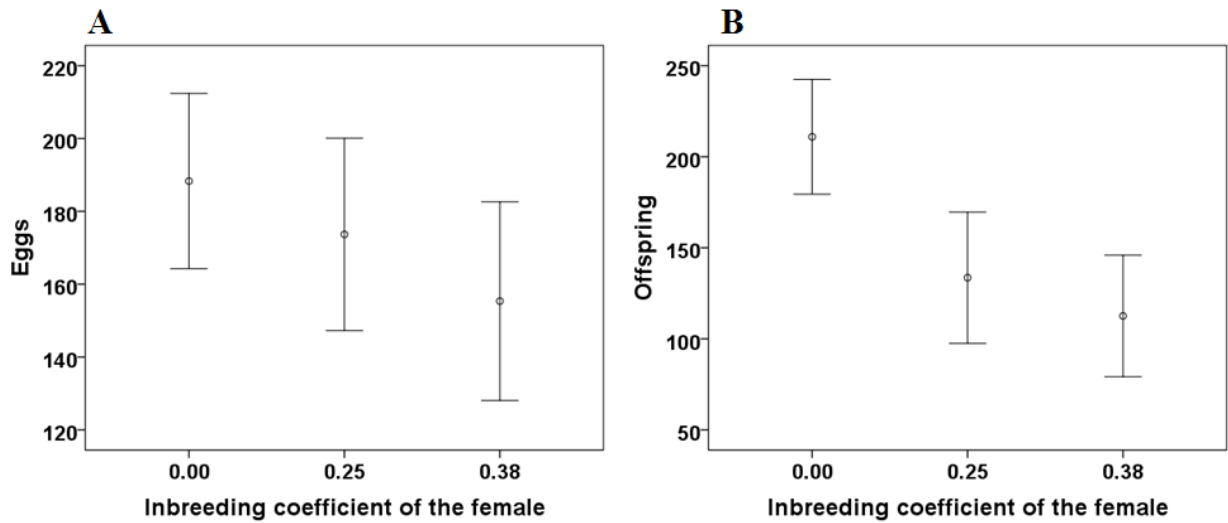 A
220
200
180
160
140
120
Eggs
0.00 0.25 0.38
Inbreeding coefficient of the female
B
250
200
150
100
50
Offspring
0.00 0.25 0.38
Inbreeding coefficient of the female